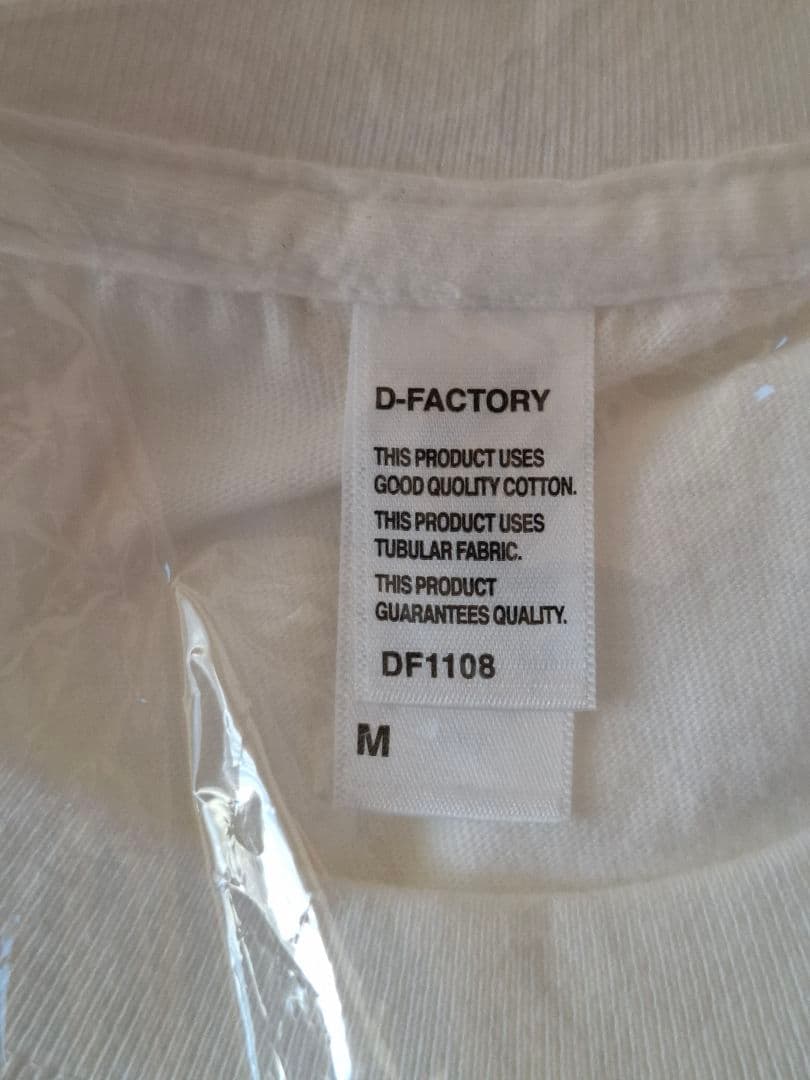 D-FACTORY
THIS PRODUCT USES
GOOD QUOLITY COTTON.
THIS PRODUCT USES
TUBULAR FABRIC.
THIS PRODUCT
GUARANTEES QUALITY.
DF1108
M